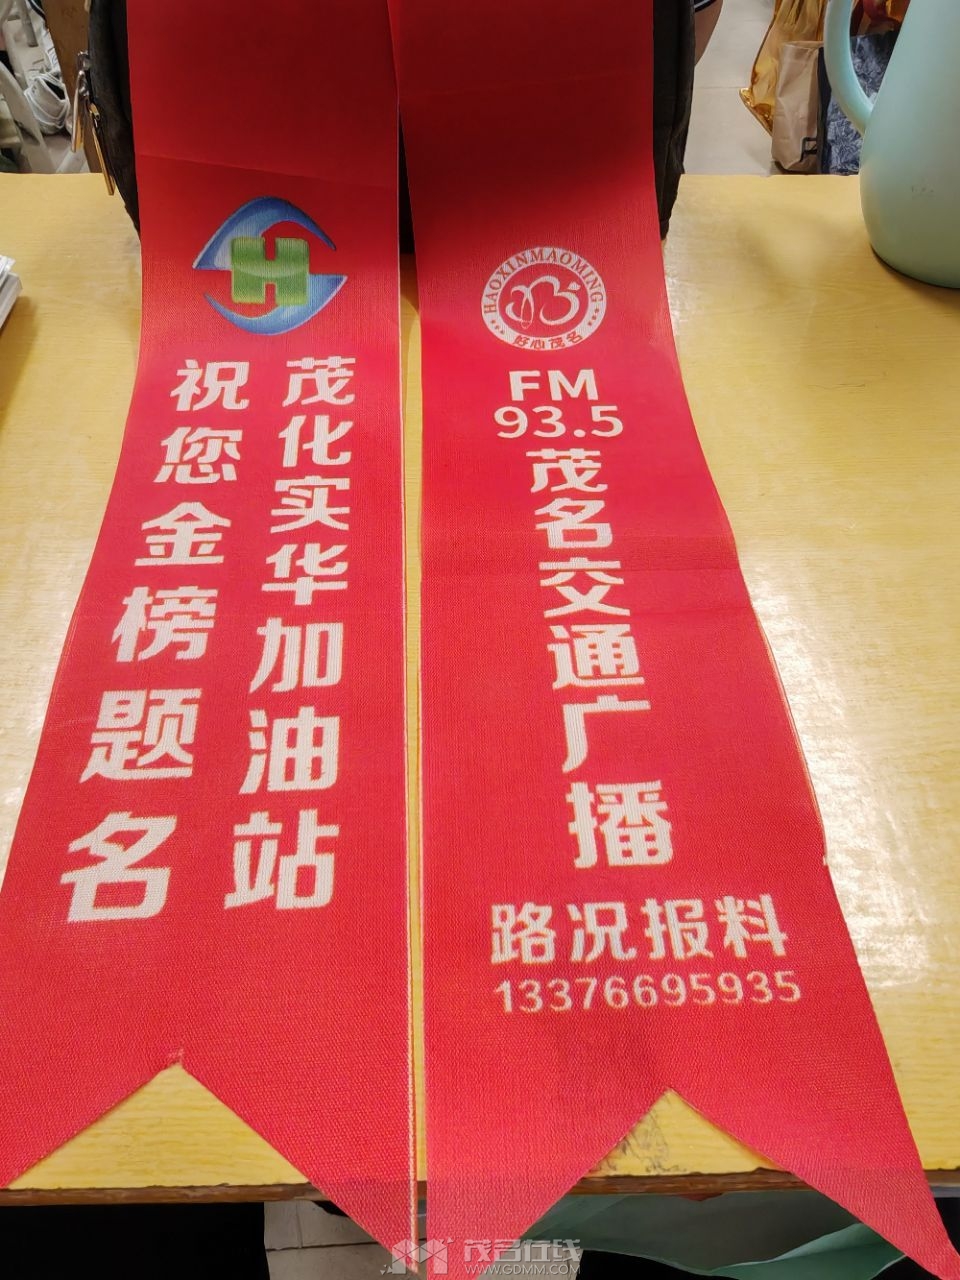 H
茂化实华加油站
祝您金榜题名
HAOXINMAOMING
好心茂名
FM
93.5
茂名交通广播
路况报料
13376695935
茂名在线
WWW.GDMM.COM